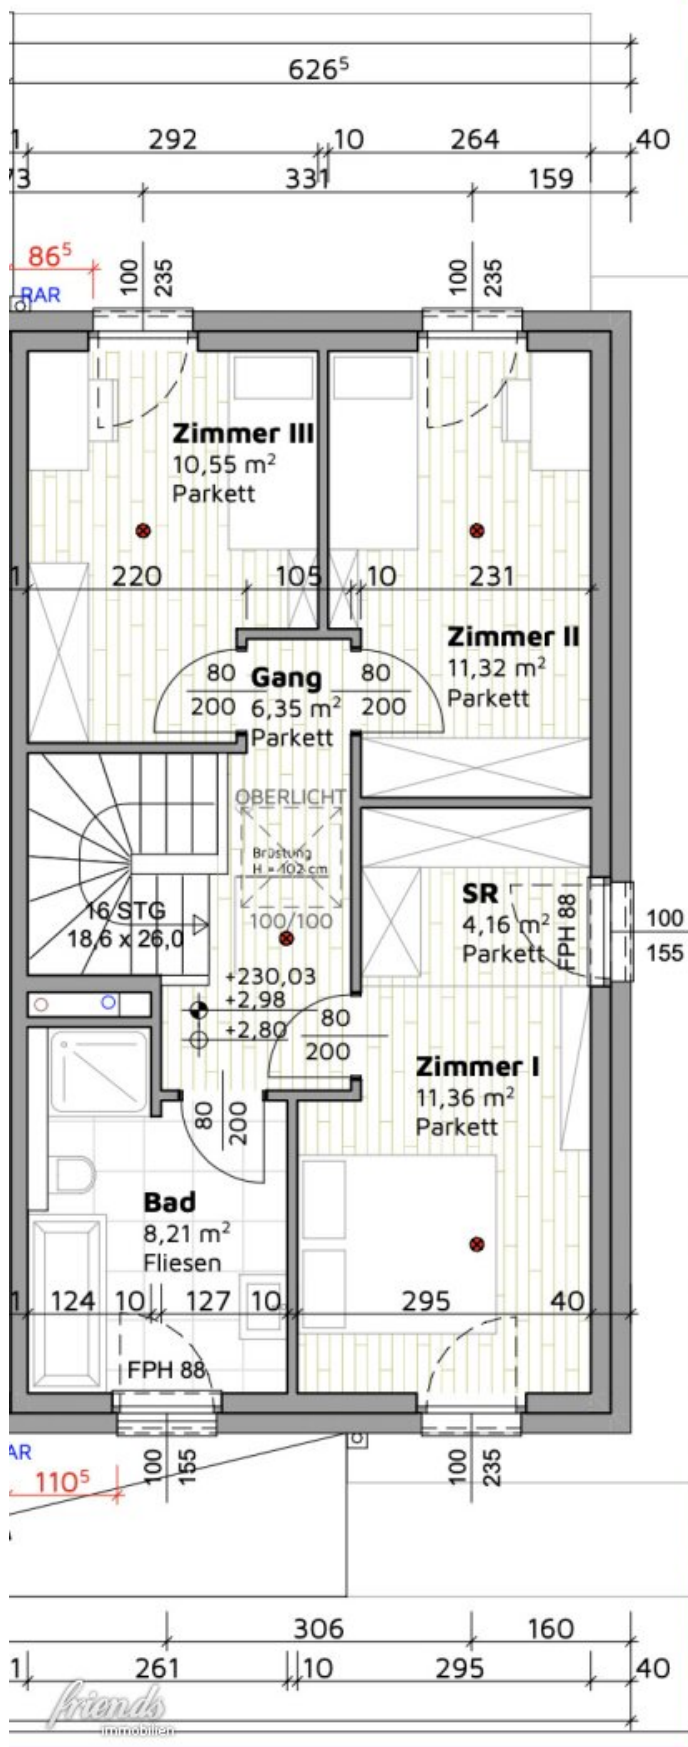 626⁵
1
292
10
264
40
73
331
159
86⁵
RAR
100
235
100
235
Zimmer III
10,55 m²
Parkett
1
220
105
10
231
Zimmer II
11,32 m²
Parkett
80
200
Gang
6,35 m²
Parkett
80
200
OBERLICHT
Brüstung
H = 102 cm
100/100
16 STG
18,6 x 26,0
SR
4,16 m²
Parkett
FPH 88
100
155
+230,03
+2,98
+2,80
80
200
Zimmer I
11,36 m²
Parkett
80
200
Bad
8,21 m²
Fliesen
1
124
10
127
10
295
40
FPH 88
AR
110⁵
100
155
100
235
306
160
1
261
10
295
40
friends
immobilien